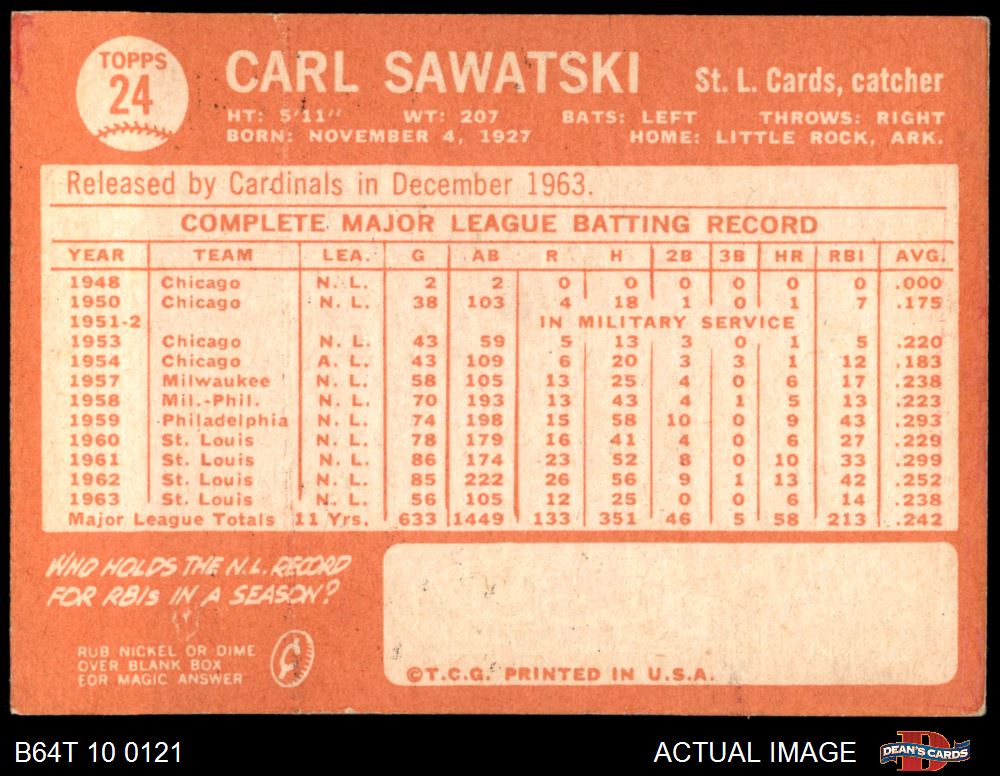 TOPPS
24
CARL SAWATSKI St. L. Cards, catcher
HT: 5'11" WT: 207 BATS: LEFT THROWS: RIGHT
BORN: NOVEMBER 4, 1927 HOME: LITTLE ROCK, ARK.
Released by Cardinals in December 1963.
COMPLETE MAJOR LEAGUE BATTING RECORD
YEAR TEAM LEA. G AB R H 2B 3B HR RBI AVG.
1948 Chicago N. L. 2 2 0 0 0 0 0 0 .000
1950 Chicago N. L. 38 103 4 18 1 0 1 7 .175
1951-2 IN MILITARY SERVICE
1953 Chicago N. L. 43 59 5 13 3 0 1 5 .220
1954 Chicago A. L. 43 109 6 20 3 3 1 12 .183
1957 Milwaukee N. L. 58 105 13 25 4 0 6 17 .238
1958 Mil.-Phil. N. L. 70 193 13 43 4 1 5 13 .223
1959 Philadelphia N. L. 74 198 15 58 10 0 9 43 .293
1960 St. Louis N. L. 78 179 16 41 4 0 6 27 .229
1961 St. Louis N. L. 86 174 23 52 8 0 10 33 .299
1962 St. Louis N. L. 85 222 26 56 9 1 13 42 .252
1963 St. Louis N. L. 56 105 12 25 0 0 6 14 .238
Major League Totals 11 Yrs. 633 1449 133 351 46 5 58 213 .242
WHO HOLDS THE N.L. RECORD
FOR RBIs IN A SEASON?
RUB NICKEL OR DIME
OVER BLANK BOX
FOR MAGIC ANSWER
©T.C.G. PRINTED IN U.S.A.
B64T 10 0121 ACTUAL IMAGE DEAN'S CARDS